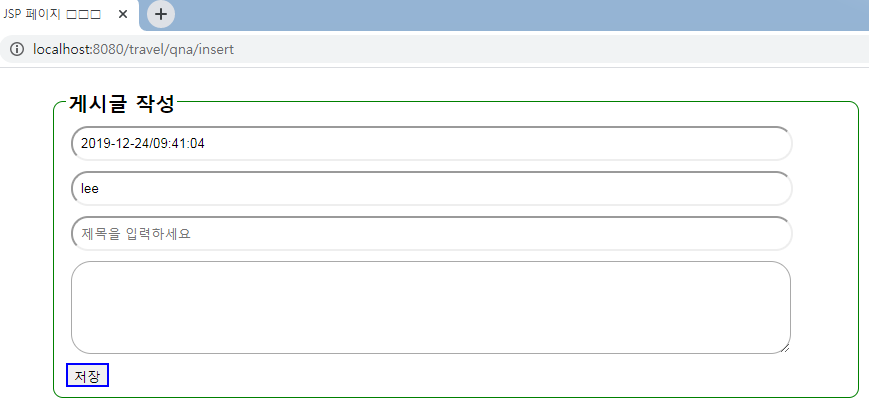 JSP 페이지 □□□
localhost:8080/travel/qna/insert
게시글 작성
2019-12-24/09:41:04
lee
제목을 입력하세요
저장